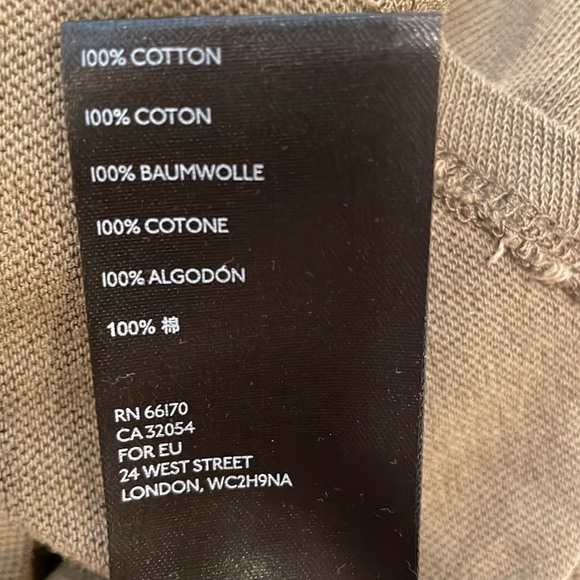 100% COTTON
100% COTON
100% BAUMWOLLE
100% COTONE
100% ALGODÓN
100% 棉
RN 66170
CA 32054
FOR EU
24 WEST STREET
LONDON, WC2H9NA